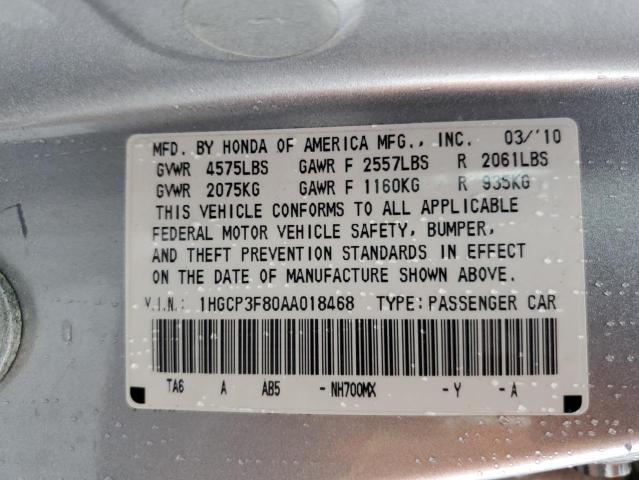 MFD. BY HONDA OF AMERICA MFG., INC. 03/'10
GVWR 4575LBS GAWR F 2557LBS R 2061LBS
GVWR 2075KG GAWR F 1160KG R 935KG
THIS VEHICLE CONFORMS TO ALL APPLICABLE
FEDERAL MOTOR VEHICLE SAFETY, BUMPER,
AND THEFT PREVENTION STANDARDS IN EFFECT
ON THE DATE OF MANUFACTURE SHOWN ABOVE.
V.I.N.: 1HGCP3F80AA018468 TYPE: PASSENGER CAR
TA6 A AB5 -NH700MX -Y -A